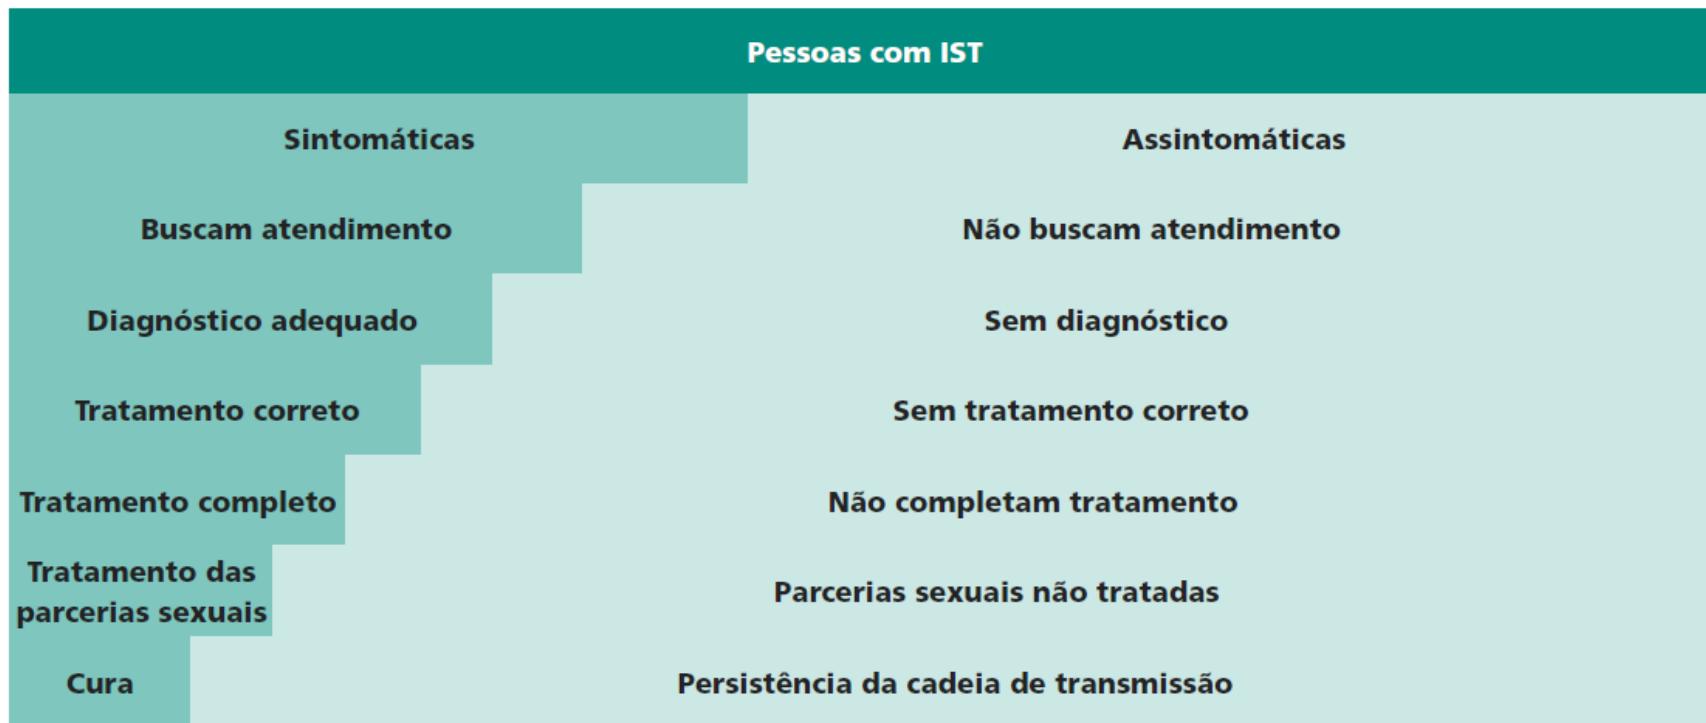 Pessoas com IST
Sintomáticas
Assintomáticas
Buscam atendimento
Não buscam atendimento
Diagnóstico adequado
Sem diagnóstico
Tratamento correto
Sem tratamento correto
Tratamento completo
Não completam tratamento
Tratamento das
parcerias sexuais
Parcerias sexuais não tratadas
Cura
Persistência da cadeia de transmissão